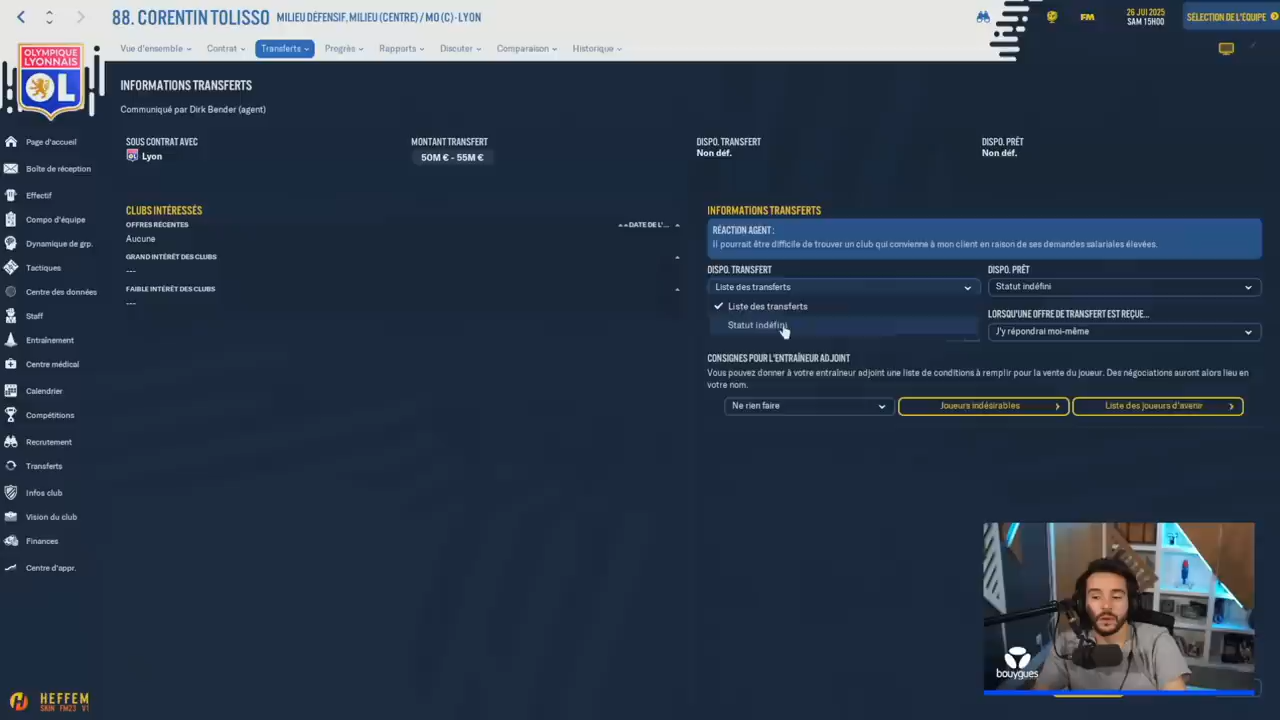 88. CORENTIN TOLISSO MILIEU DÉFENSIF, MILIEU (CENTRE) / MO (C) - LYON
FM
26 JUI 2025
SAM 15H00
SÉLECTION DE L'ÉQUIPE
Vue d'ensemble
Contrat
Transferts
Progrès
Rapports
Discuter
Comparaison
Historique
OLYMPIQUE
LYONNAIS
OL
INFORMATIONS TRANSFERTS
Communiqué par Dirk Bender (agent)
SOUS CONTRAT AVEC
Lyon
MONTANT TRANSFERT
50M € - 55M €
DISPO. TRANSFERT
Non déf.
DISPO. PRÊT
Non déf.
Page d'accueil
Boîte de réception
Effectif
Compo d'équipe
Dynamique de grp.
Tactiques
Centre des données
Staff
Entraînement
Centre médical
Calendrier
Compétitions
Recrutement
Transferts
Infos club
Vision du club
Finances
Centre d'appr.
CLUBS INTÉRESSÉS
OFFRES RÉCENTES
DATE DE L'...
Aucune
GRAND INTÉRÊT DES CLUBS
---
FAIBLE INTÉRÊT DES CLUBS
---
INFORMATIONS TRANSFERTS
RÉACTION AGENT :
Il pourrait être difficile de trouver un club qui convienne à mon client en raison de ses demandes salariales élevées.
DISPO. TRANSFERT
Liste des transferts
Liste des transferts
Statut indéfini
DISPO. PRÊT
Statut indéfini
LORSQU'UNE OFFRE DE TRANSFERT EST REÇUE...
J'y répondrai moi-même
CONSIGNES POUR L'ENTRAÎNEUR ADJOINT
Vous pouvez donner à votre entraîneur adjoint une liste de conditions à remplir pour la vente du joueur. Des négociations auront alors lieu en
votre nom.
Ne rien faire
Joueurs indésirables
Liste des joueurs d'avenir
bouygues
HEFFEM
SKIN FM23 V1